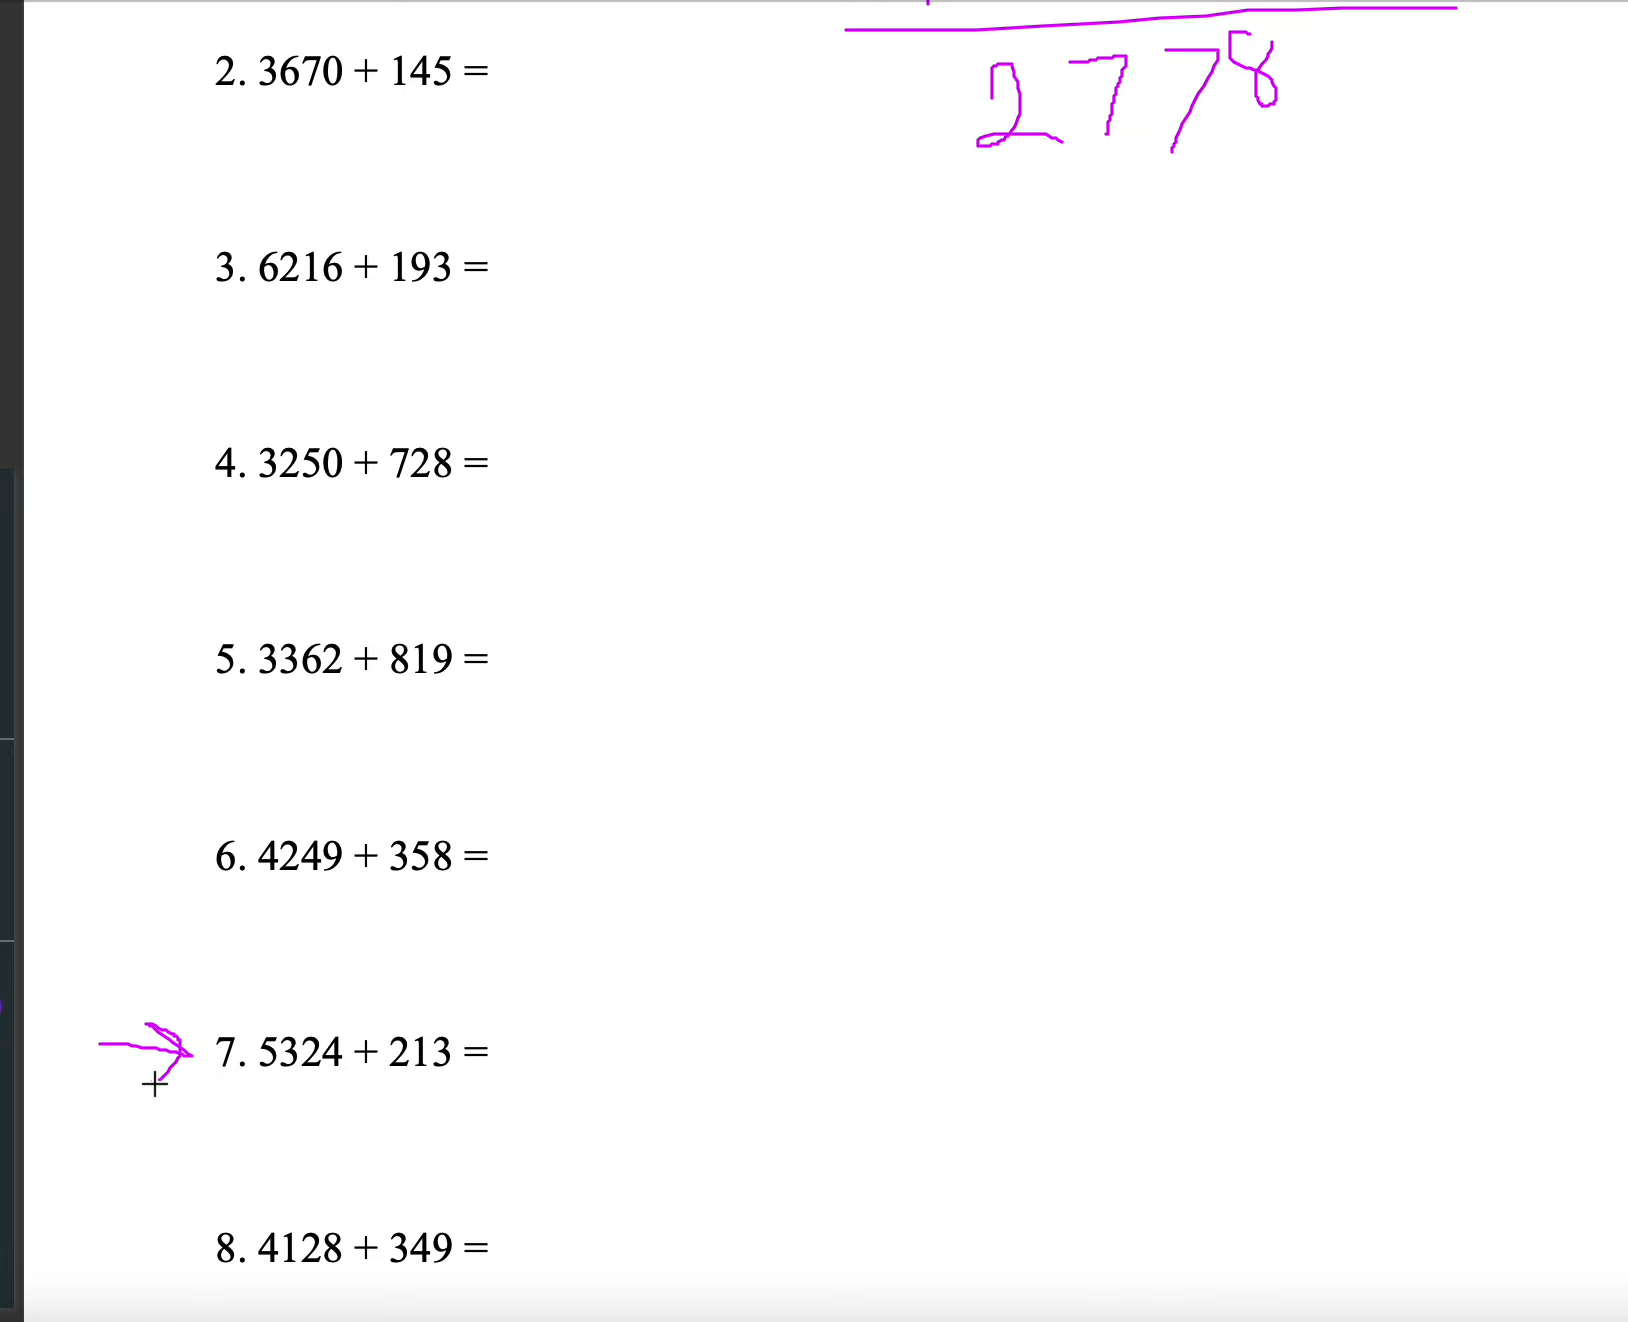 2778
2. 3670 + 145 =
3. 6216 + 193 =
4. 3250 + 728 =
5. 3362 + 819 =
6. 4249 + 358 =
7. 5324 + 213 =
8. 4128 + 349 =